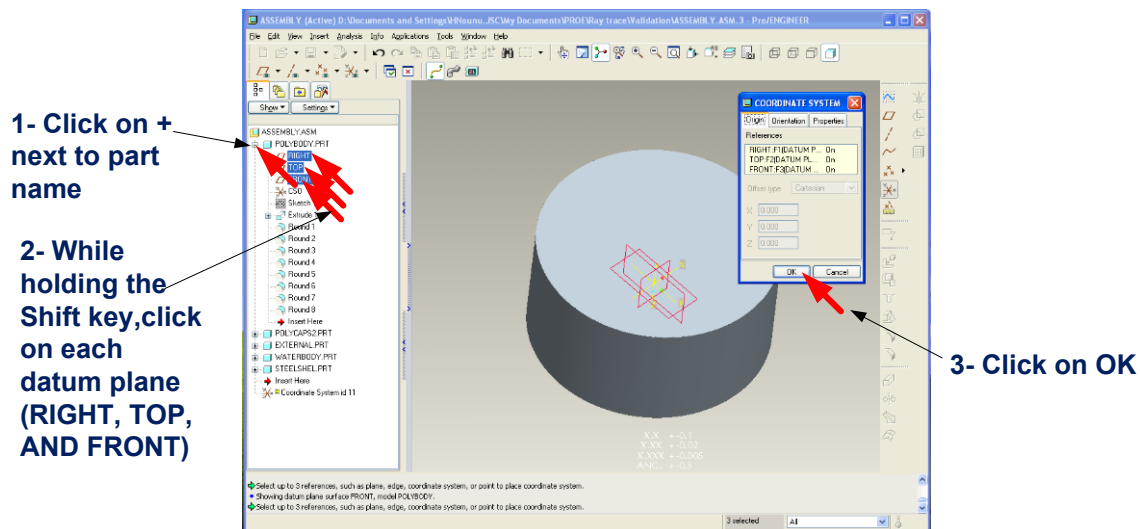 ASSEMBLY (Active) D:\Documents and Settings\HNounu.JSC\My Documents\PROE\Ray trace\Validation\ASSEMBLY.ASM.3 - Pro/ENGINEER
File Edit View Insert Analysis Info Applications Tools Window Help
Show Settings
ASSEMBLY.ASM
POLYBODY.PRT
RIGHT
TOP
FRONT
CS0
Sketch
Extrude
Round 1
Round 2
Round 3
Round 4
Round 5
Round 6
Round 7
Round 8
Insert Here
POLYCAPS2.PRT
EXTERNAL.PRT
WATERBODY.PRT
STEELSHEL.PRT
Insert Here
Coordinate System id 11
1- Click on +
next to part
name
2- While
holding the
Shift key,click
on each
datum plane
(RIGHT, TOP,
AND FRONT)
COORDINATE SYSTEM
Origin Orientation Properties
References
RIGHT:F1(DATUM P... On
TOP:F2(DATUM PL... On
FRONT:F3(DATUM ... On
Offset type Cartesian
X 0.000
Y 0.000
Z 0.000
OK Cancel
3- Click on OK
X.X +-0.1
X.XX +-0.02
X.XXX +-0.005
ANG. +-0.5
Select up to 3 references, such as plane, edge, coordinate system, or point to place coordinate system.
• Showing datum plane surface FRONT, model POLYBODY.
Select up to 3 references, such as plane, edge, coordinate system, or point to place coordinate system.
3 selected All